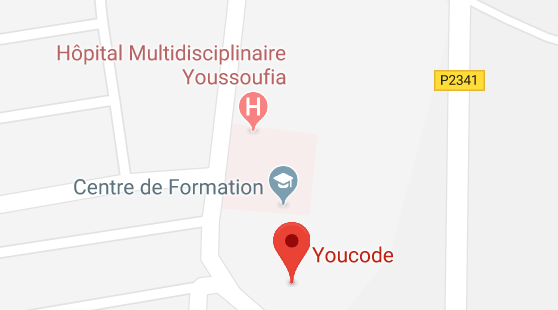 Hôpital Multidisciplinaire
Youssoufia
P2341
H
Centre de Formation
Youcode